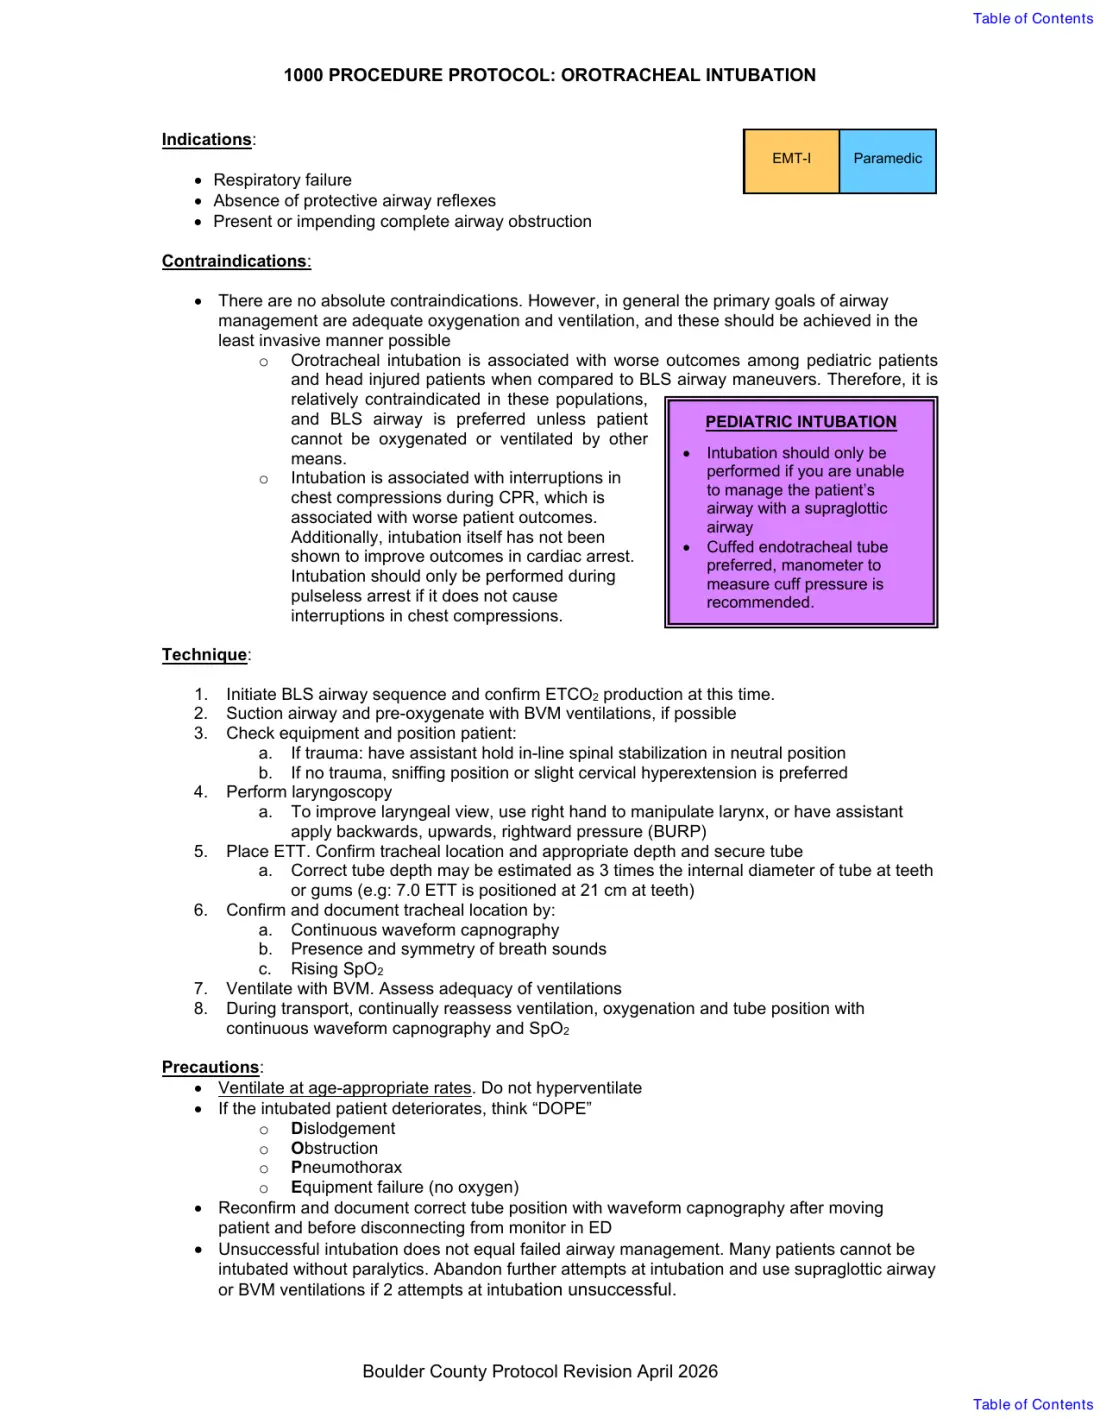 Table of Contents
1000 PROCEDURE PROTOCOL: OROTRACHEAL INTUBATION
Indications:
EMT-I
Paramedic
• Respiratory failure
• Absence of protective airway reflexes
• Present or impending complete airway obstruction
Contraindications:
• There are no absolute contraindications. However, in general the primary goals of airway
management are adequate oxygenation and ventilation, and these should be achieved in the
least invasive manner possible
o Orotracheal intubation is associated with worse outcomes among pediatric patients
and head injured patients when compared to BLS airway maneuvers. Therefore, it is
relatively contraindicated in these populations,
and BLS airway is preferred unless patient
cannot be oxygenated or ventilated by other
means.
o Intubation is associated with interruptions in
chest compressions during CPR, which is
associated with worse patient outcomes.
Additionally, intubation itself has not been
shown to improve outcomes in cardiac arrest.
Intubation should only be performed during
pulseless arrest if it does not cause
interruptions in chest compressions.
PEDIATRIC INTUBATION
• Intubation should only be
performed if you are unable
to manage the patient’s
airway with a supraglottic
airway
• Cuffed endotracheal tube
preferred, manometer to
measure cuff pressure is
recommended.
Technique:
1. Initiate BLS airway sequence and confirm ETCO₂ production at this time.
2. Suction airway and pre-oxygenate with BVM ventilations, if possible
3. Check equipment and position patient:
a. If trauma: have assistant hold in-line spinal stabilization in neutral position
b. If no trauma, sniffing position or slight cervical hyperextension is preferred
4. Perform laryngoscopy
a. To improve laryngeal view, use right hand to manipulate larynx, or have assistant
apply backwards, upwards, rightward pressure (BURP)
5. Place ETT. Confirm tracheal location and appropriate depth and secure tube
a. Correct tube depth may be estimated as 3 times the internal diameter of tube at teeth
or gums (e.g: 7.0 ETT is positioned at 21 cm at teeth)
6. Confirm and document tracheal location by:
a. Continuous waveform capnography
b. Presence and symmetry of breath sounds
c. Rising SpO₂
7. Ventilate with BVM. Assess adequacy of ventilations
8. During transport, continually reassess ventilation, oxygenation and tube position with
continuous waveform capnography and SpO₂
Precautions:
• Ventilate at age-appropriate rates. Do not hyperventilate
• If the intubated patient deteriorates, think “DOPE”
o Dislodgement
o Obstruction
o Pneumothorax
o Equipment failure (no oxygen)
• Reconfirm and document correct tube position with waveform capnography after moving
patient and before disconnecting from monitor in ED
• Unsuccessful intubation does not equal failed airway management. Many patients cannot be
intubated without paralytics. Abandon further attempts at intubation and use supraglottic airway
or BVM ventilations if 2 attempts at intubation unsuccessful.
Boulder County Protocol Revision April 2026
Table of Contents